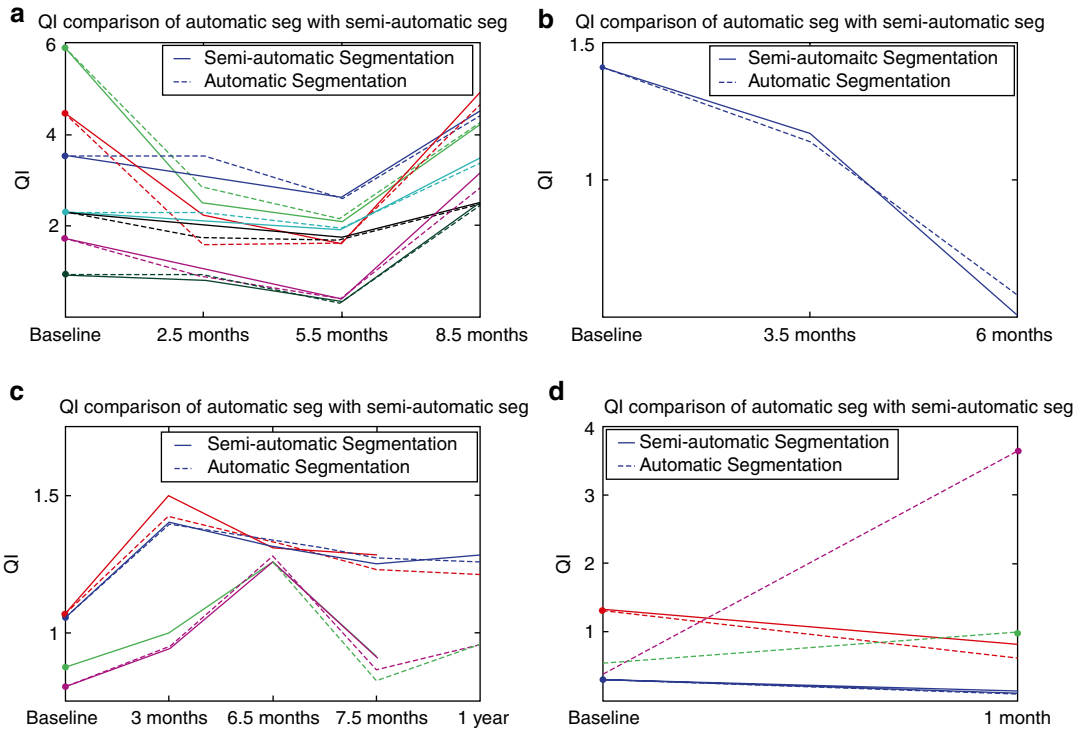 a
QI comparison of automatic seg with semi-automatic seg
6
4
2
QI
Semi-automatic Segmentation
Automatic Segmentation
Baseline
2.5 months
5.5 months
8.5 months
b
QI comparison of automatic seg with semi-automatic seg
1.5
1
QI
Semi-automaitc Segmentation
Automatic Segmentation
Baseline
3.5 months
6 months
c
QI comparison of automatic seg with semi-automatic seg
1.5
1
QI
Semi-automatic Segmentation
Automatic Segmentation
Baseline
3 months
6.5 months
7.5 months
1 year
d
QI comparison of automatic seg with semi-automatic seg
4
3
2
1
QI
Semi-automatic Segmentation
Automatic Segmentation
Baseline
1 month